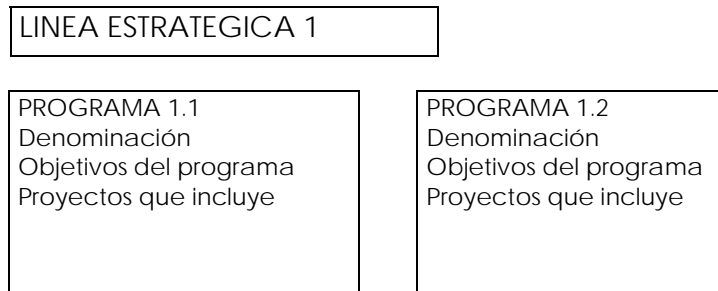 LINEA ESTRATEGICA 1
PROGRAMA 1.1
Denominación
Objetivos del programa
Proyectos que incluye
PROGRAMA 1.2
Denominación
Objetivos del programa
Proyectos que incluye